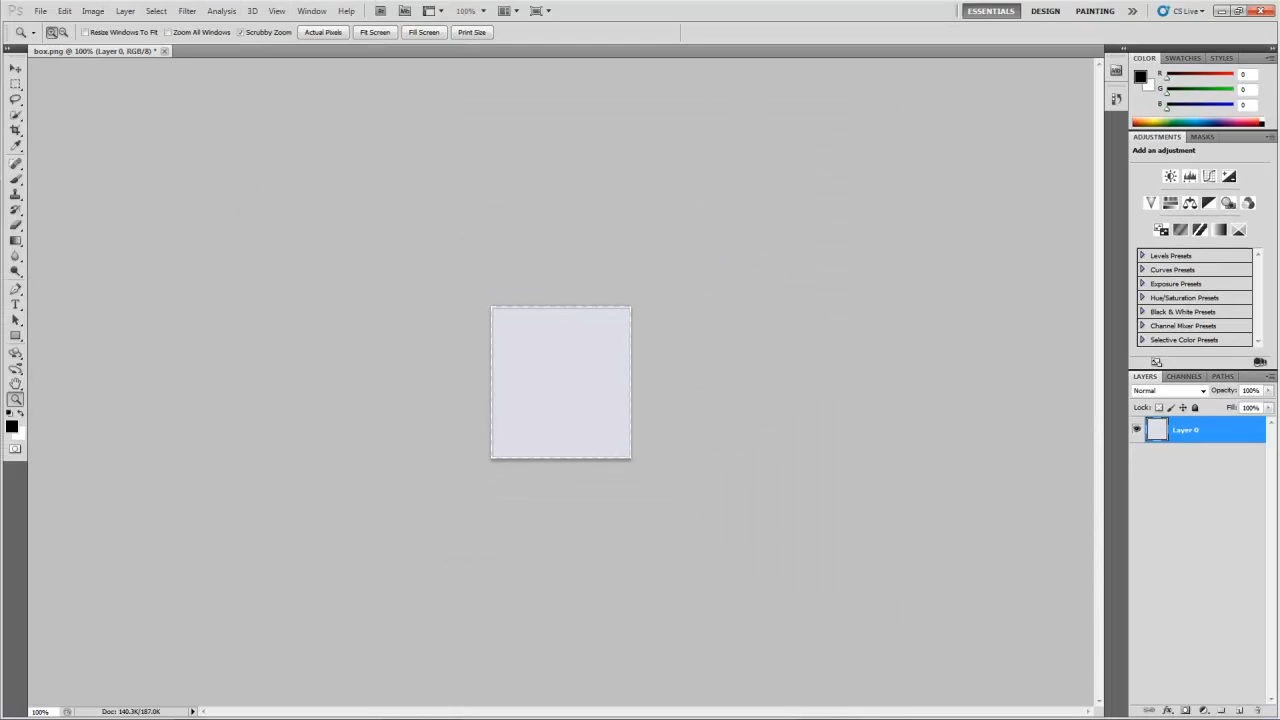 Ps File Edit Image Layer Select Filter Analysis 3D View Window Help Br Mb 100% ESSENTIALS DESIGN PAINTING CS Live
Resize Windows To Fit Zoom All Windows Scrubby Zoom Actual Pixels Fit Screen Fill Screen Print Size
box.png @ 100% (Layer 0, RGB/8) *
COLOR SWATCHES STYLES
MB
R 0
G 0
B 0
ADJUSTMENTS MASKS
Add an adjustment
Levels Presets
Curves Presets
Exposure Presets
Hue/Saturation Presets
Black & White Presets
Channel Mixer Presets
Selective Color Presets
LAYERS CHANNELS PATHS
Normal Opacity: 100%
Lock: Fill: 100%
Layer 0
100% Doc: 140.3K/187.0K